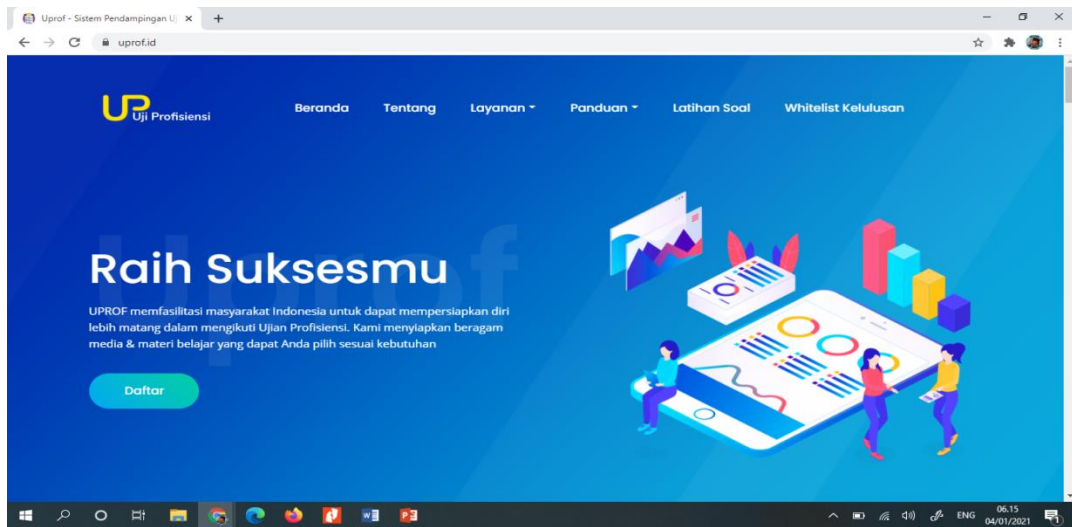 Uprof - Sistem Pendampingan Uj
uprof.id
UP
Uji Profisiensi
Beranda Tentang Layanan Panduan Latihan Soal Whitelist Kelulusan
Uprof
Raih Suksesmu
UPROF memfasilitasi masyarakat Indonesia untuk dapat mempersiapkan diri
lebih matang dalam mengikuti Ujian Profisiensi. Kami menyiapkan beragam
media & materi belajar yang dapat Anda pilih sesuai kebutuhan
Daftar
ENG
06.15
04/01/2021